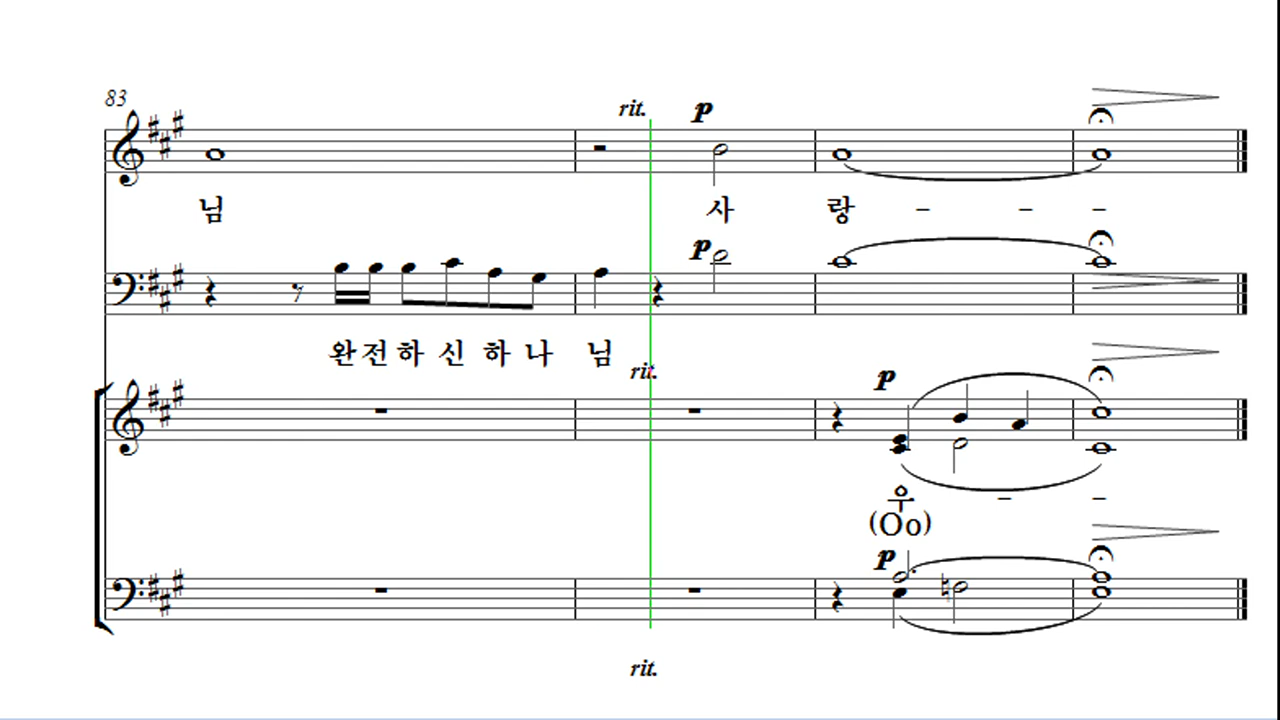 83
rit. p
님 사 랑 - - -
p
완 전 하 신 하 나 님
rit. p
우 - -
(Oo)
p
rit.